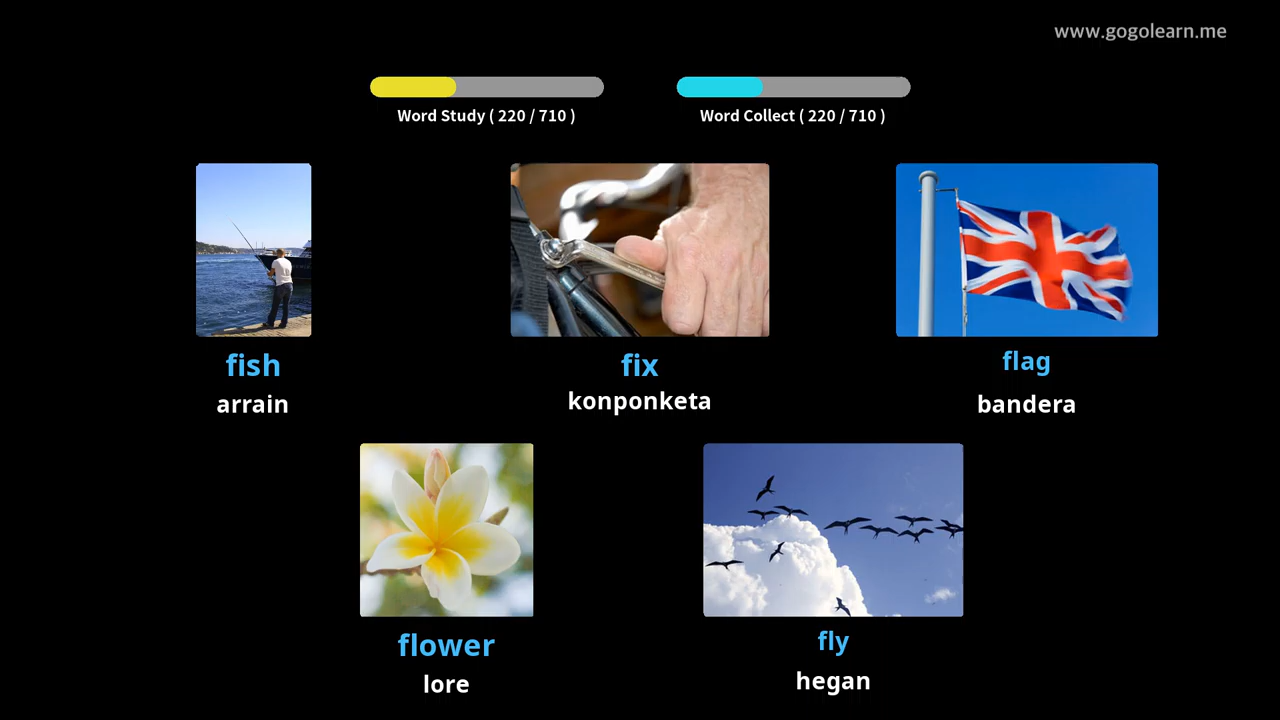 www.gogolearn.me
Word Study ( 220 / 710 )
Word Collect ( 220 / 710 )
fish
arrain
fix
konponketa
flag
bandera
flower
lore
fly
hegan